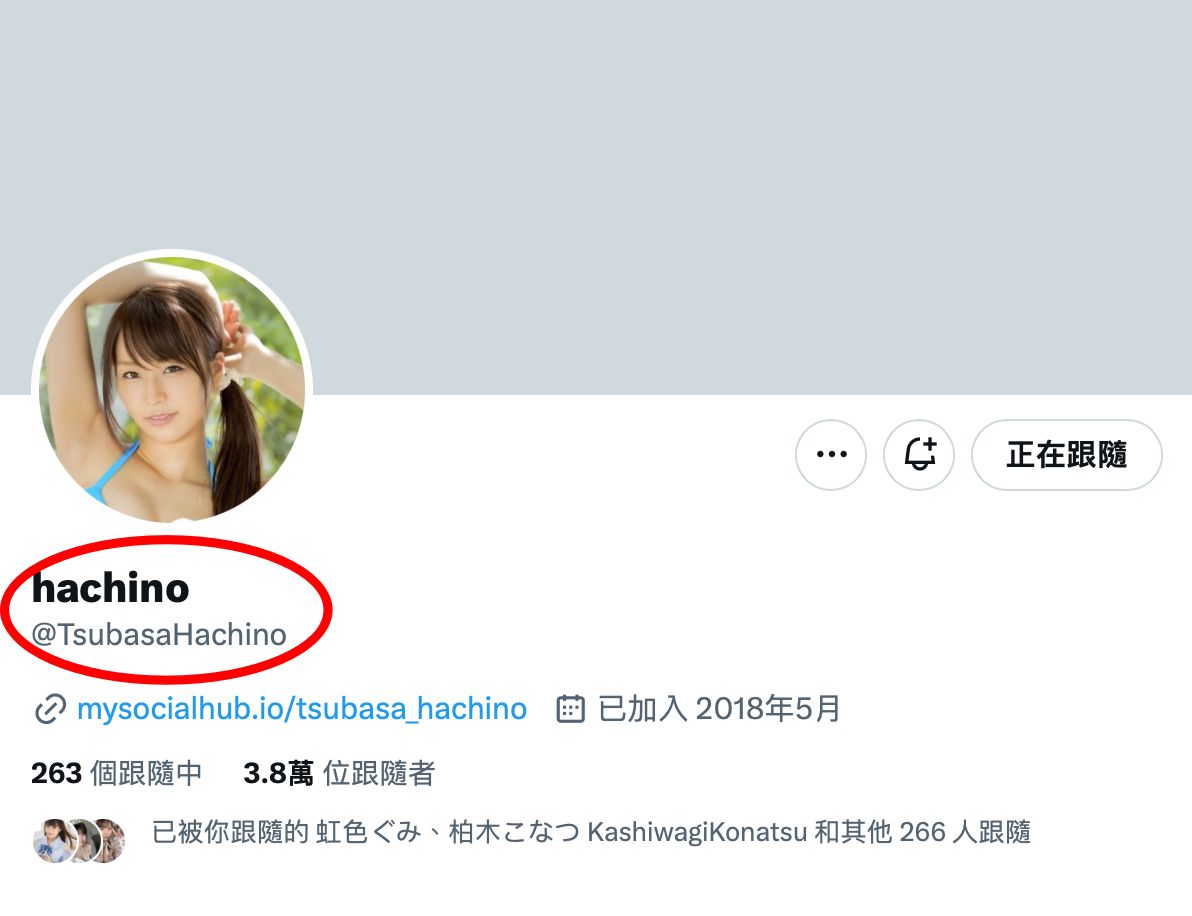 正在跟隨
hachino
@TsubasaHachino
mysocialhub.io/tsubasa_hachino 已加入 2018年5月
263 個跟隨中 3.8萬 位跟隨者
已被你跟隨的 虹色ぐみ、柏木こなつ KashiwagiKonatsu 和其他 266 人跟隨